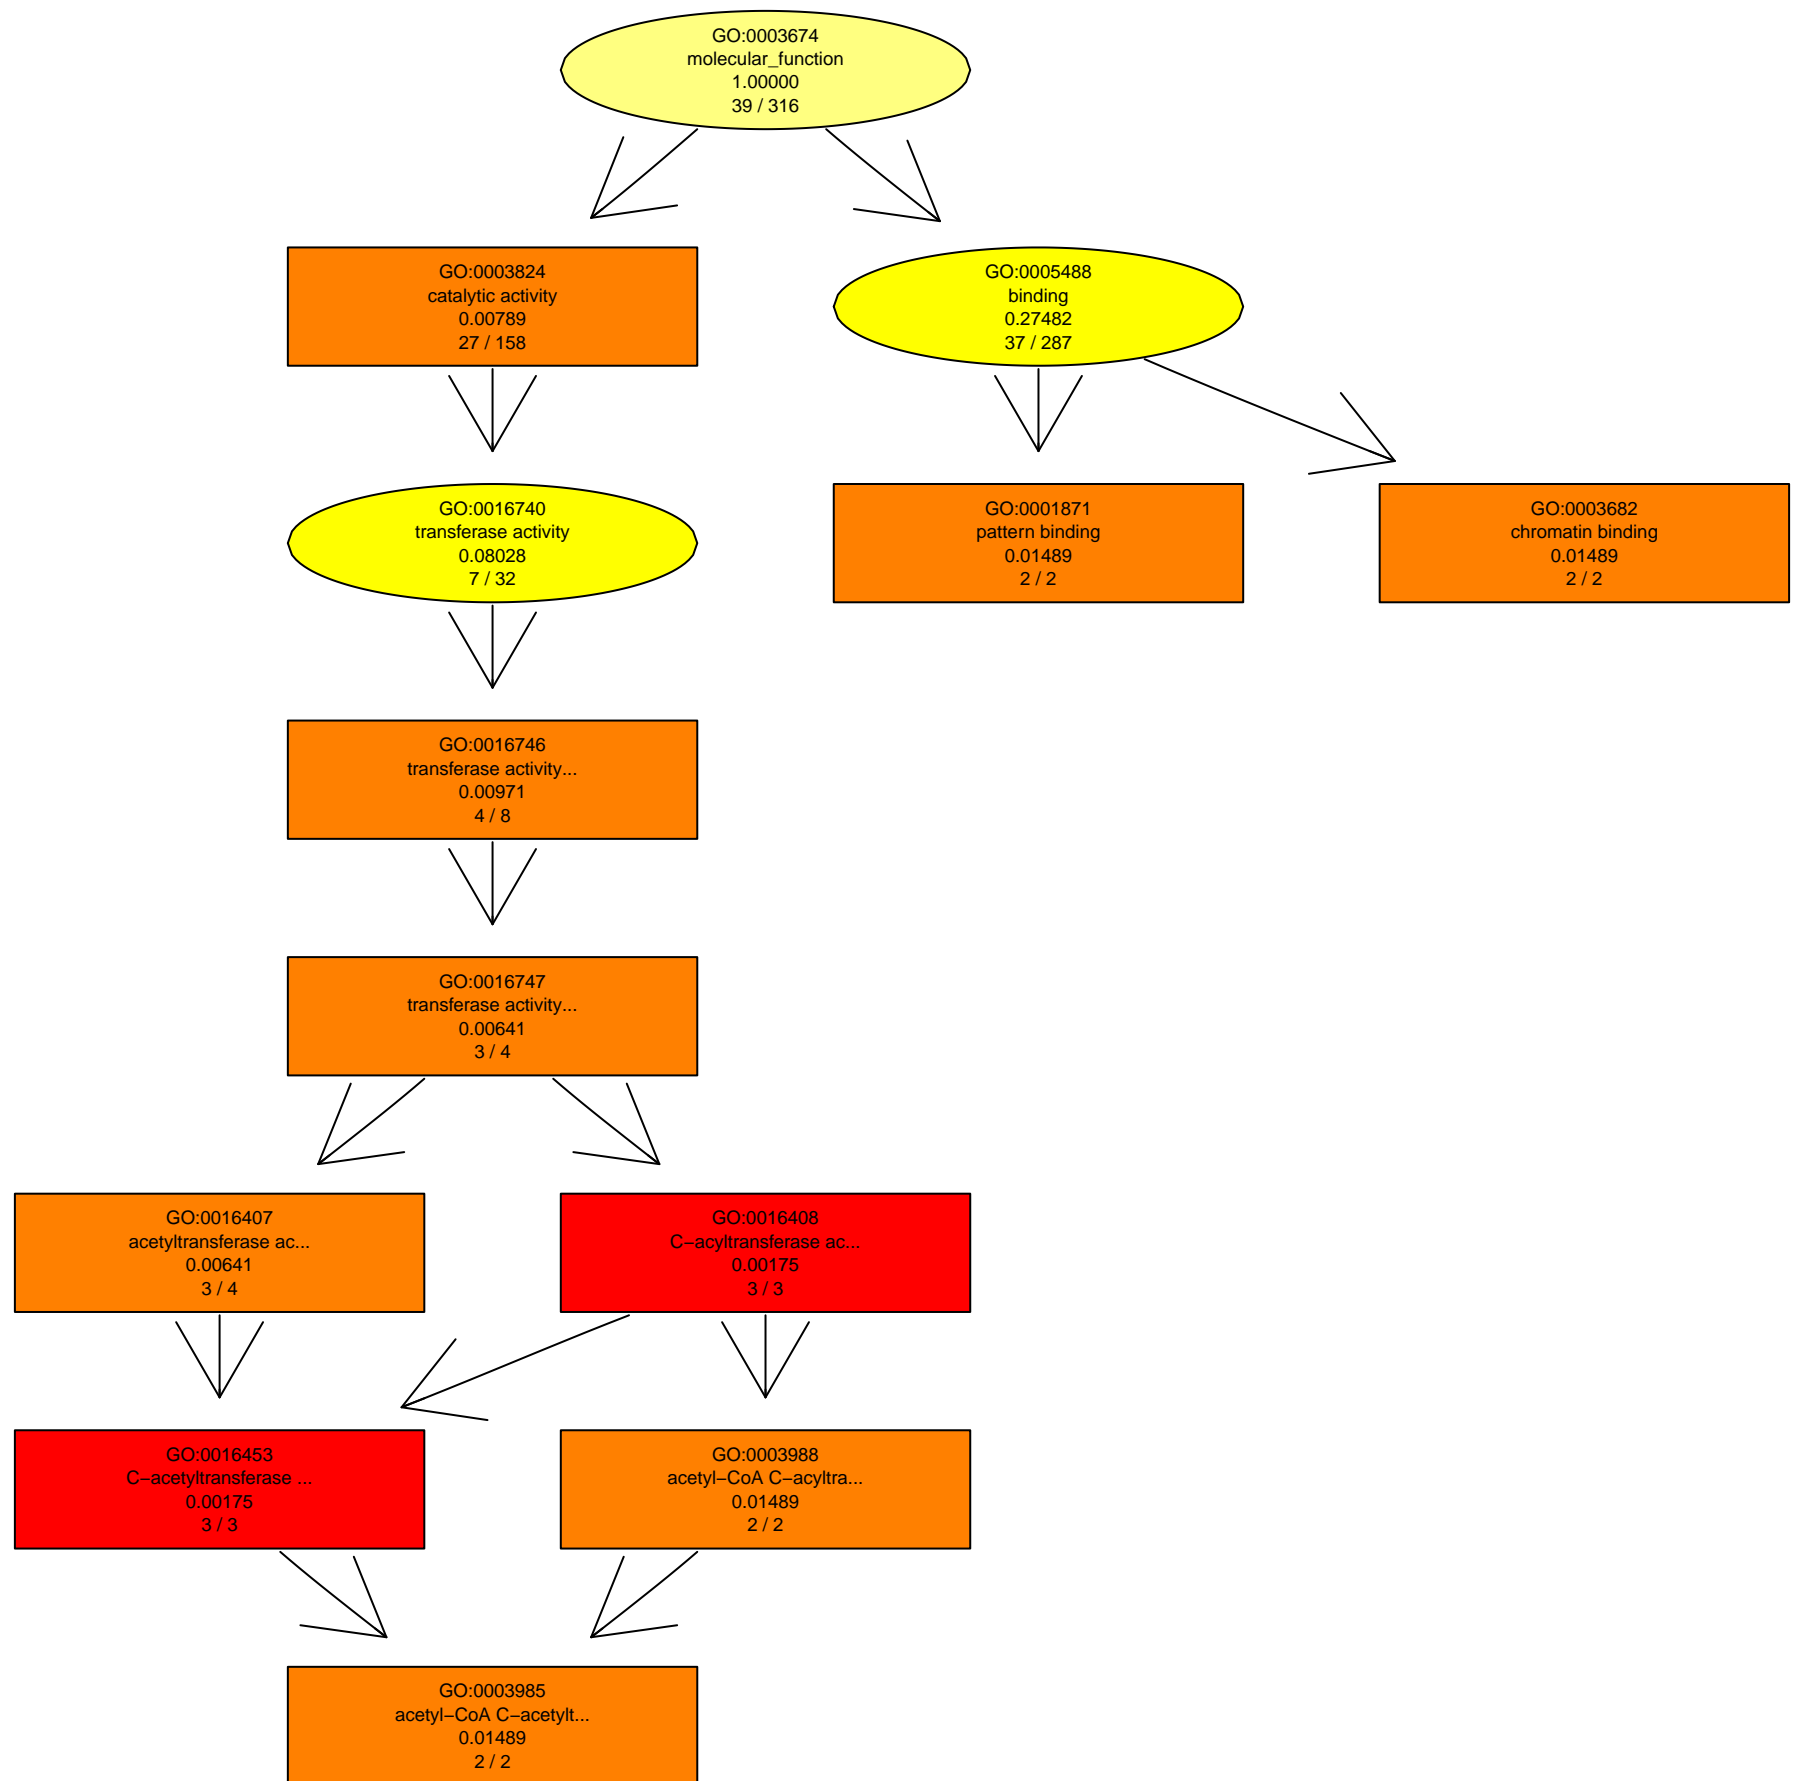 GO:0003674
molecular_function
1.00000
39 / 316
GO:0003824
catalytic activity
0.00789
27 / 158
GO:0005488
binding
0.27482
37 / 287
GO:0016740
transferase activity
0.08028
7 / 32
GO:0001871
pattern binding
0.01489
2 / 2
GO:0003682
chromatin binding
0.01489
2 / 2
GO:0016746
transferase activity...
0.00971
4 / 8
GO:0016747
transferase activity...
0.00641
3 / 4
GO:0016407
acetyltransferase ac...
0.00641
3 / 4
GO:0016408
C−acyltransferase ac...
0.00175
3 / 3
GO:0016453
C−acetyltransferase ...
0.00175
3 / 3
GO:0003988
acetyl−CoA C−acyltra...
0.01489
2 / 2
GO:0003985
acetyl−CoA C−acetylt...
0.01489
2 / 2